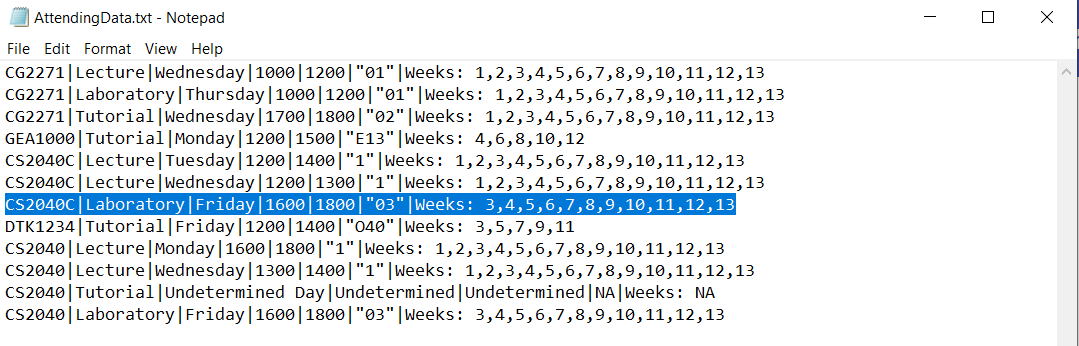 AttendingData.txt - Notepad
File Edit Format View Help
CG2271|Lecture|Wednesday|1000|1200|"01"|Weeks: 1,2,3,4,5,6,7,8,9,10,11,12,13
CG2271|Laboratory|Thursday|1000|1200|"01"|Weeks: 1,2,3,4,5,6,7,8,9,10,11,12,13
CG2271|Tutorial|Wednesday|1700|1800|"02"|Weeks: 1,2,3,4,5,6,7,8,9,10,11,12,13
GEA1000|Tutorial|Monday|1200|1500|"E13"|Weeks: 4,6,8,10,12
CS2040C|Lecture|Tuesday|1200|1400|"1"|Weeks: 1,2,3,4,5,6,7,8,9,10,11,12,13
CS2040C|Lecture|Wednesday|1200|1300|"1"|Weeks: 1,2,3,4,5,6,7,8,9,10,11,12,13
CS2040C|Laboratory|Friday|1600|1800|"03"|Weeks: 3,4,5,6,7,8,9,10,11,12,13
DTK1234|Tutorial|Friday|1200|1400|"O40"|Weeks: 3,5,7,9,11
CS2040|Lecture|Monday|1600|1800|"1"|Weeks: 1,2,3,4,5,6,7,8,9,10,11,12,13
CS2040|Lecture|Wednesday|1300|1400|"1"|Weeks: 1,2,3,4,5,6,7,8,9,10,11,12,13
CS2040|Tutorial|Undetermined Day|Undetermined|Undetermined|NA|Weeks: NA
CS2040|Laboratory|Friday|1600|1800|"03"|Weeks: 3,4,5,6,7,8,9,10,11,12,13